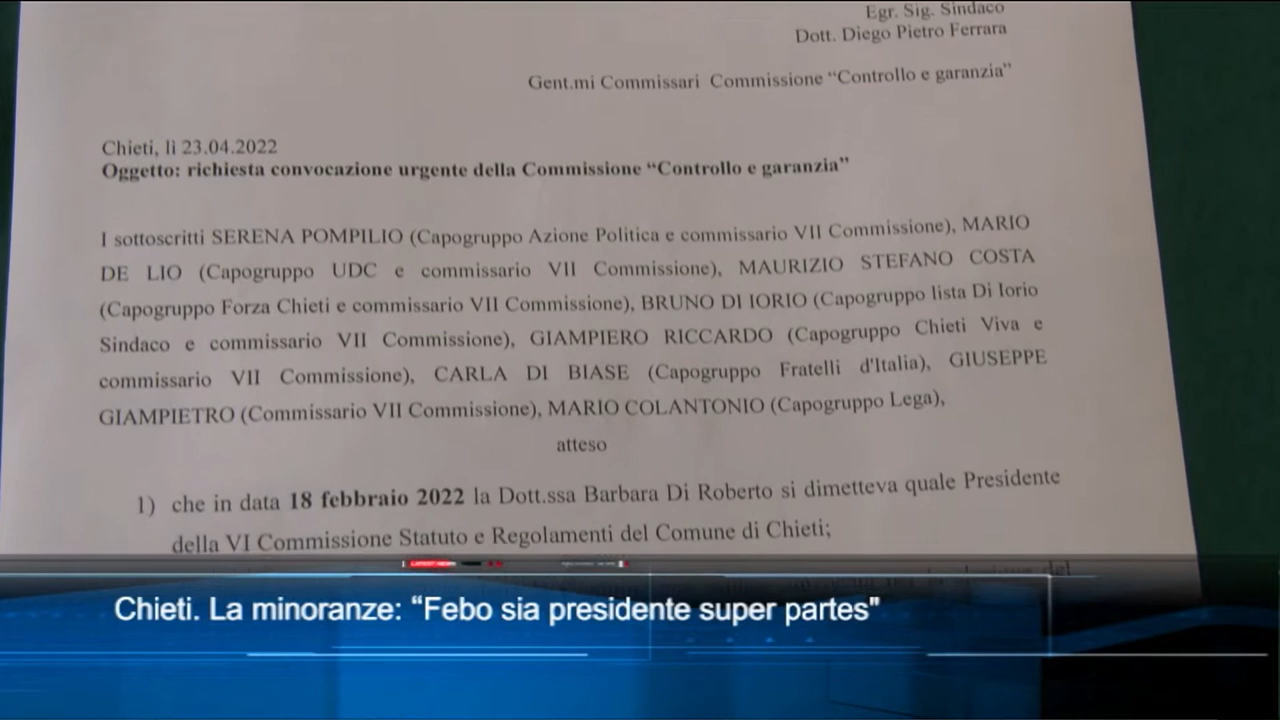 Egr. Sig. Sindaco
Dott. Diego Pietro Ferrara
Gent.mi Commissari Commissione “Controllo e garanzia”
Chieti, lì 23.04.2022
Oggetto: richiesta convocazione urgente della Commissione “Controllo e garanzia”
I sottoscritti SERENA POMPILIO (Capogruppo Azione Politica e commissario VII Commissione), MARIO
DE LIO (Capogruppo UDC e commissario VII Commissione), MAURIZIO STEFANO COSTA
(Capogruppo Forza Chieti e commissario VII Commissione), BRUNO DI IORIO (Capogruppo lista Di Iorio
Sindaco e commissario VII Commissione), GIAMPIERO RICCARDO (Capogruppo Chieti Viva e
commissario VII Commissione), CARLA DI BIASE (Capogruppo Fratelli d'Italia), GIUSEPPE
GIAMPIETRO (Commissario VII Commissione), MARIO COLANTONIO (Capogruppo Lega),
atteso
1) che in data 18 febbraio 2022 la Dott.ssa Barbara Di Roberto si dimetteva quale Presidente
della VI Commissione Statuto e Regolamenti del Comune di Chieti;
del
LATEST NEWS
Chieti. La minoranze: “Febo sia presidente super partes"